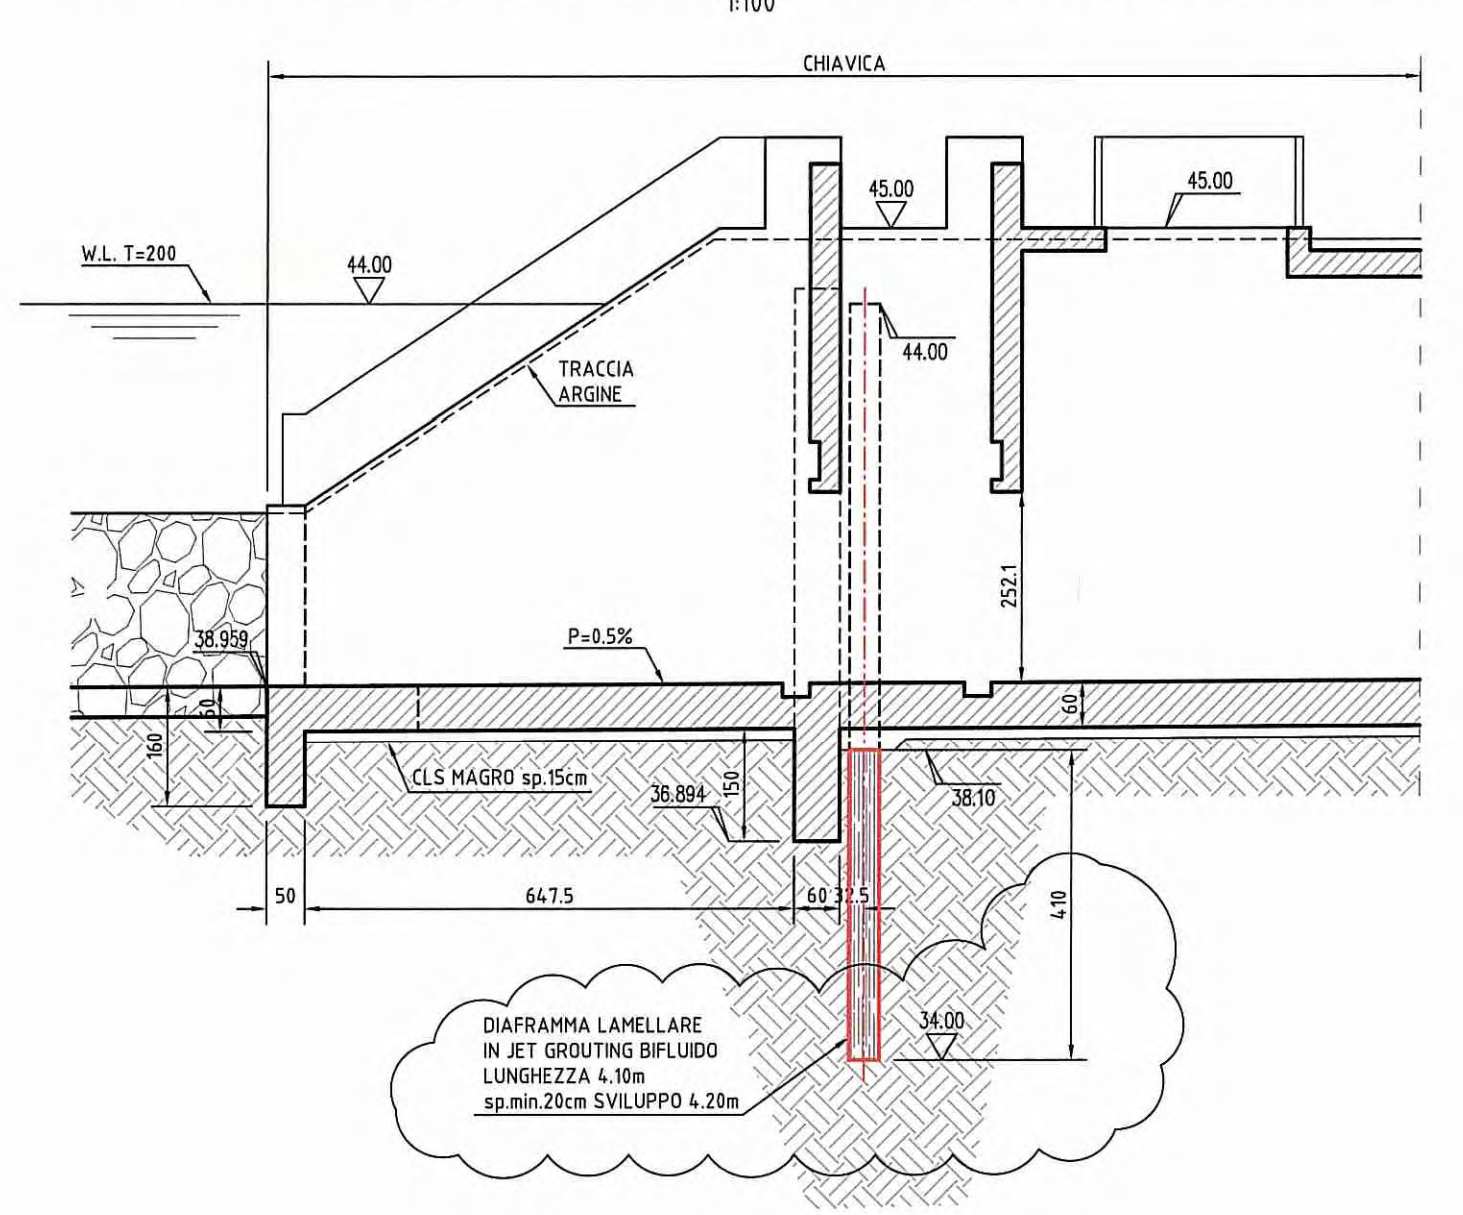 1:100
CHIAVICA
45.00
45.00
W.L. T=200
44.00
44.00
TRACCIA
ARGINE
252.1
38.959
P=0.5%
60
60
160
CLS MAGRO sp.15cm
150
36.894
38.10
50
647.5
60
32.5
410
34.00
DIAFRAMMA LAMELLARE
IN JET GROUTING BIFLUIDO
LUNGHEZZA 4.10m
sp.min.20cm SVILUPPO 4.20m